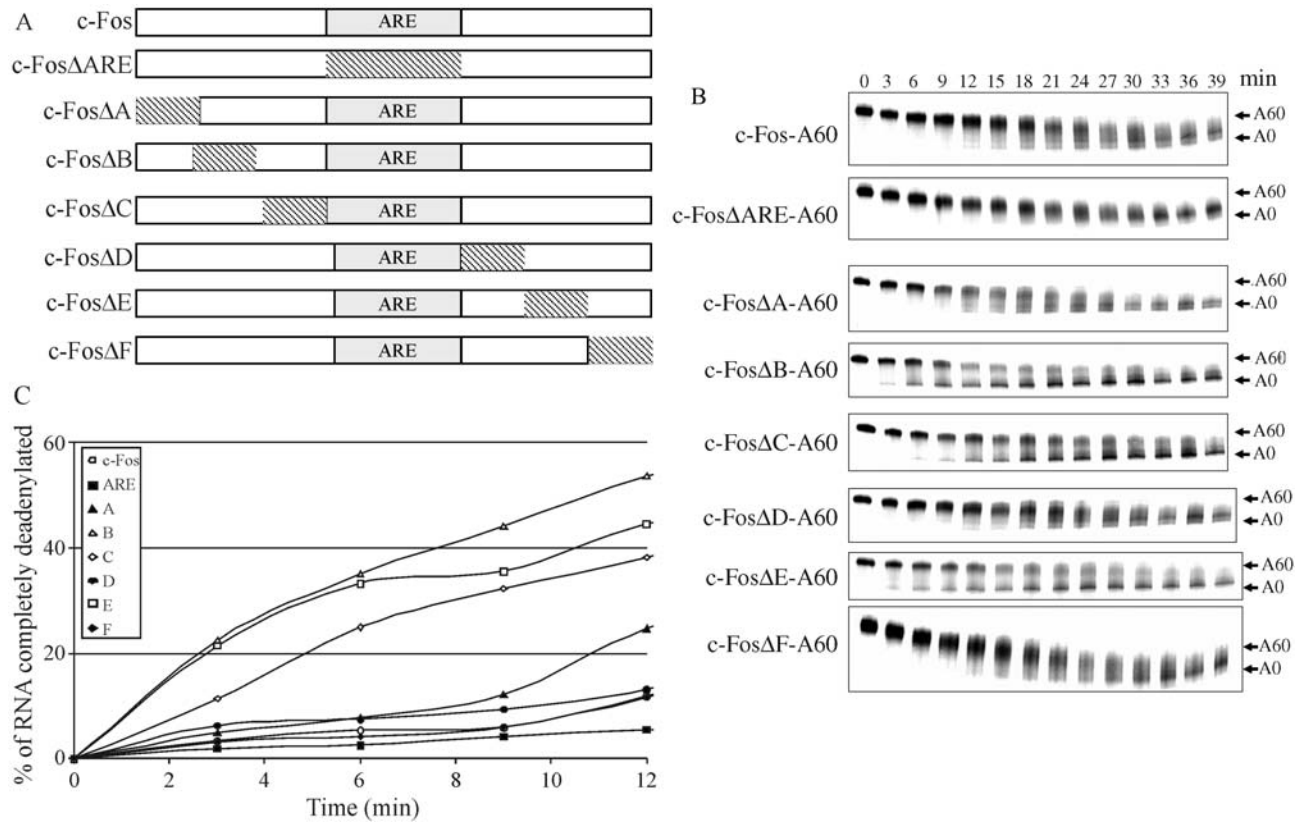 A
c-Fos
ARE
c-FosΔARE
c-FosΔA
ARE
c-FosΔB
ARE
c-FosΔC
ARE
c-FosΔD
ARE
c-FosΔE
ARE
c-FosΔF
ARE
B
0 3 6 9 12 15 18 21 24 27 30 33 36 39 min
c-Fos-A60
A60
A0
c-FosΔARE-A60
A60
A0
c-FosΔA-A60
A60
A0
c-FosΔB-A60
A60
A0
c-FosΔC-A60
A60
A0
c-FosΔD-A60
A60
A0
c-FosΔE-A60
A60
A0
c-FosΔF-A60
A60
A0
C
% of RNA completely deadenylated
60
40
20
0
c-Fos
ARE
A
B
C
D
E
F
0 2 4 6 8 10 12
Time (min)